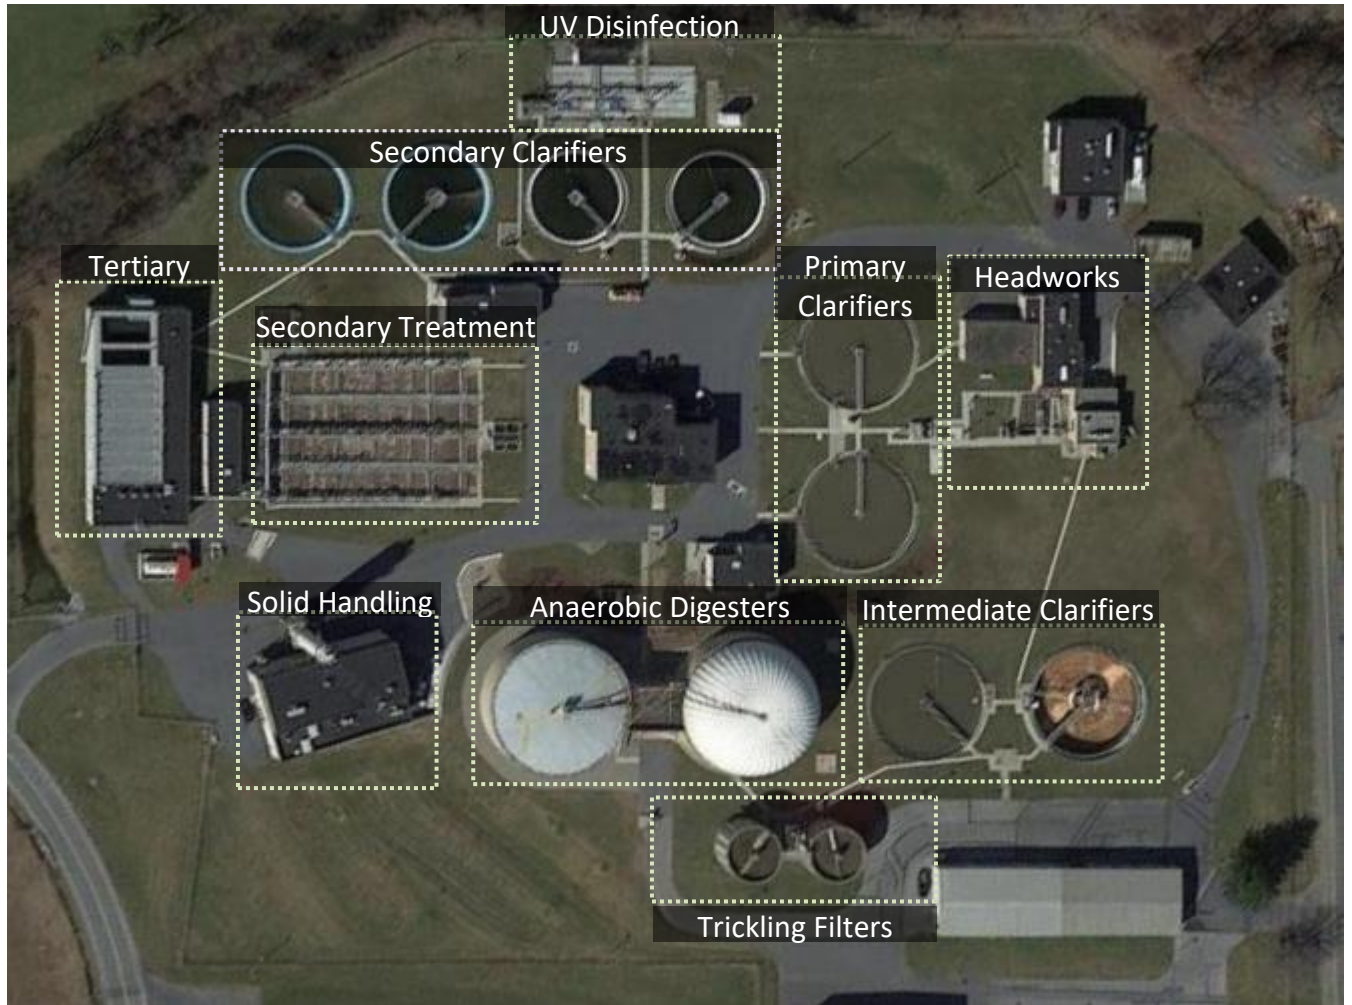 UV Disinfection
Secondary Clarifiers
Tertiary
Primary
Clarifiers
Headworks
Secondary Treatment
Solid Handling
Anaerobic Digesters
Intermediate Clarifiers
Trickling Filters